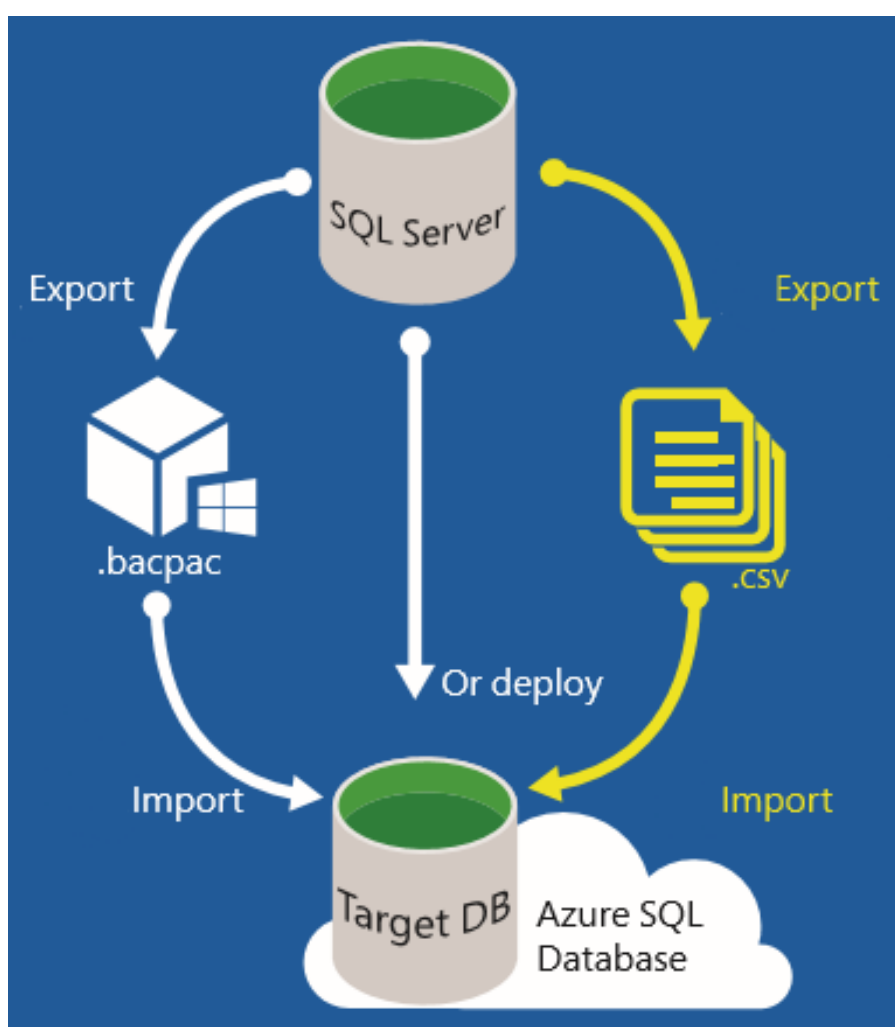 SQL Server
Export
Export
.bacpac
.csv
Or deploy
Import
Import
Target DB
Azure SQL
Database